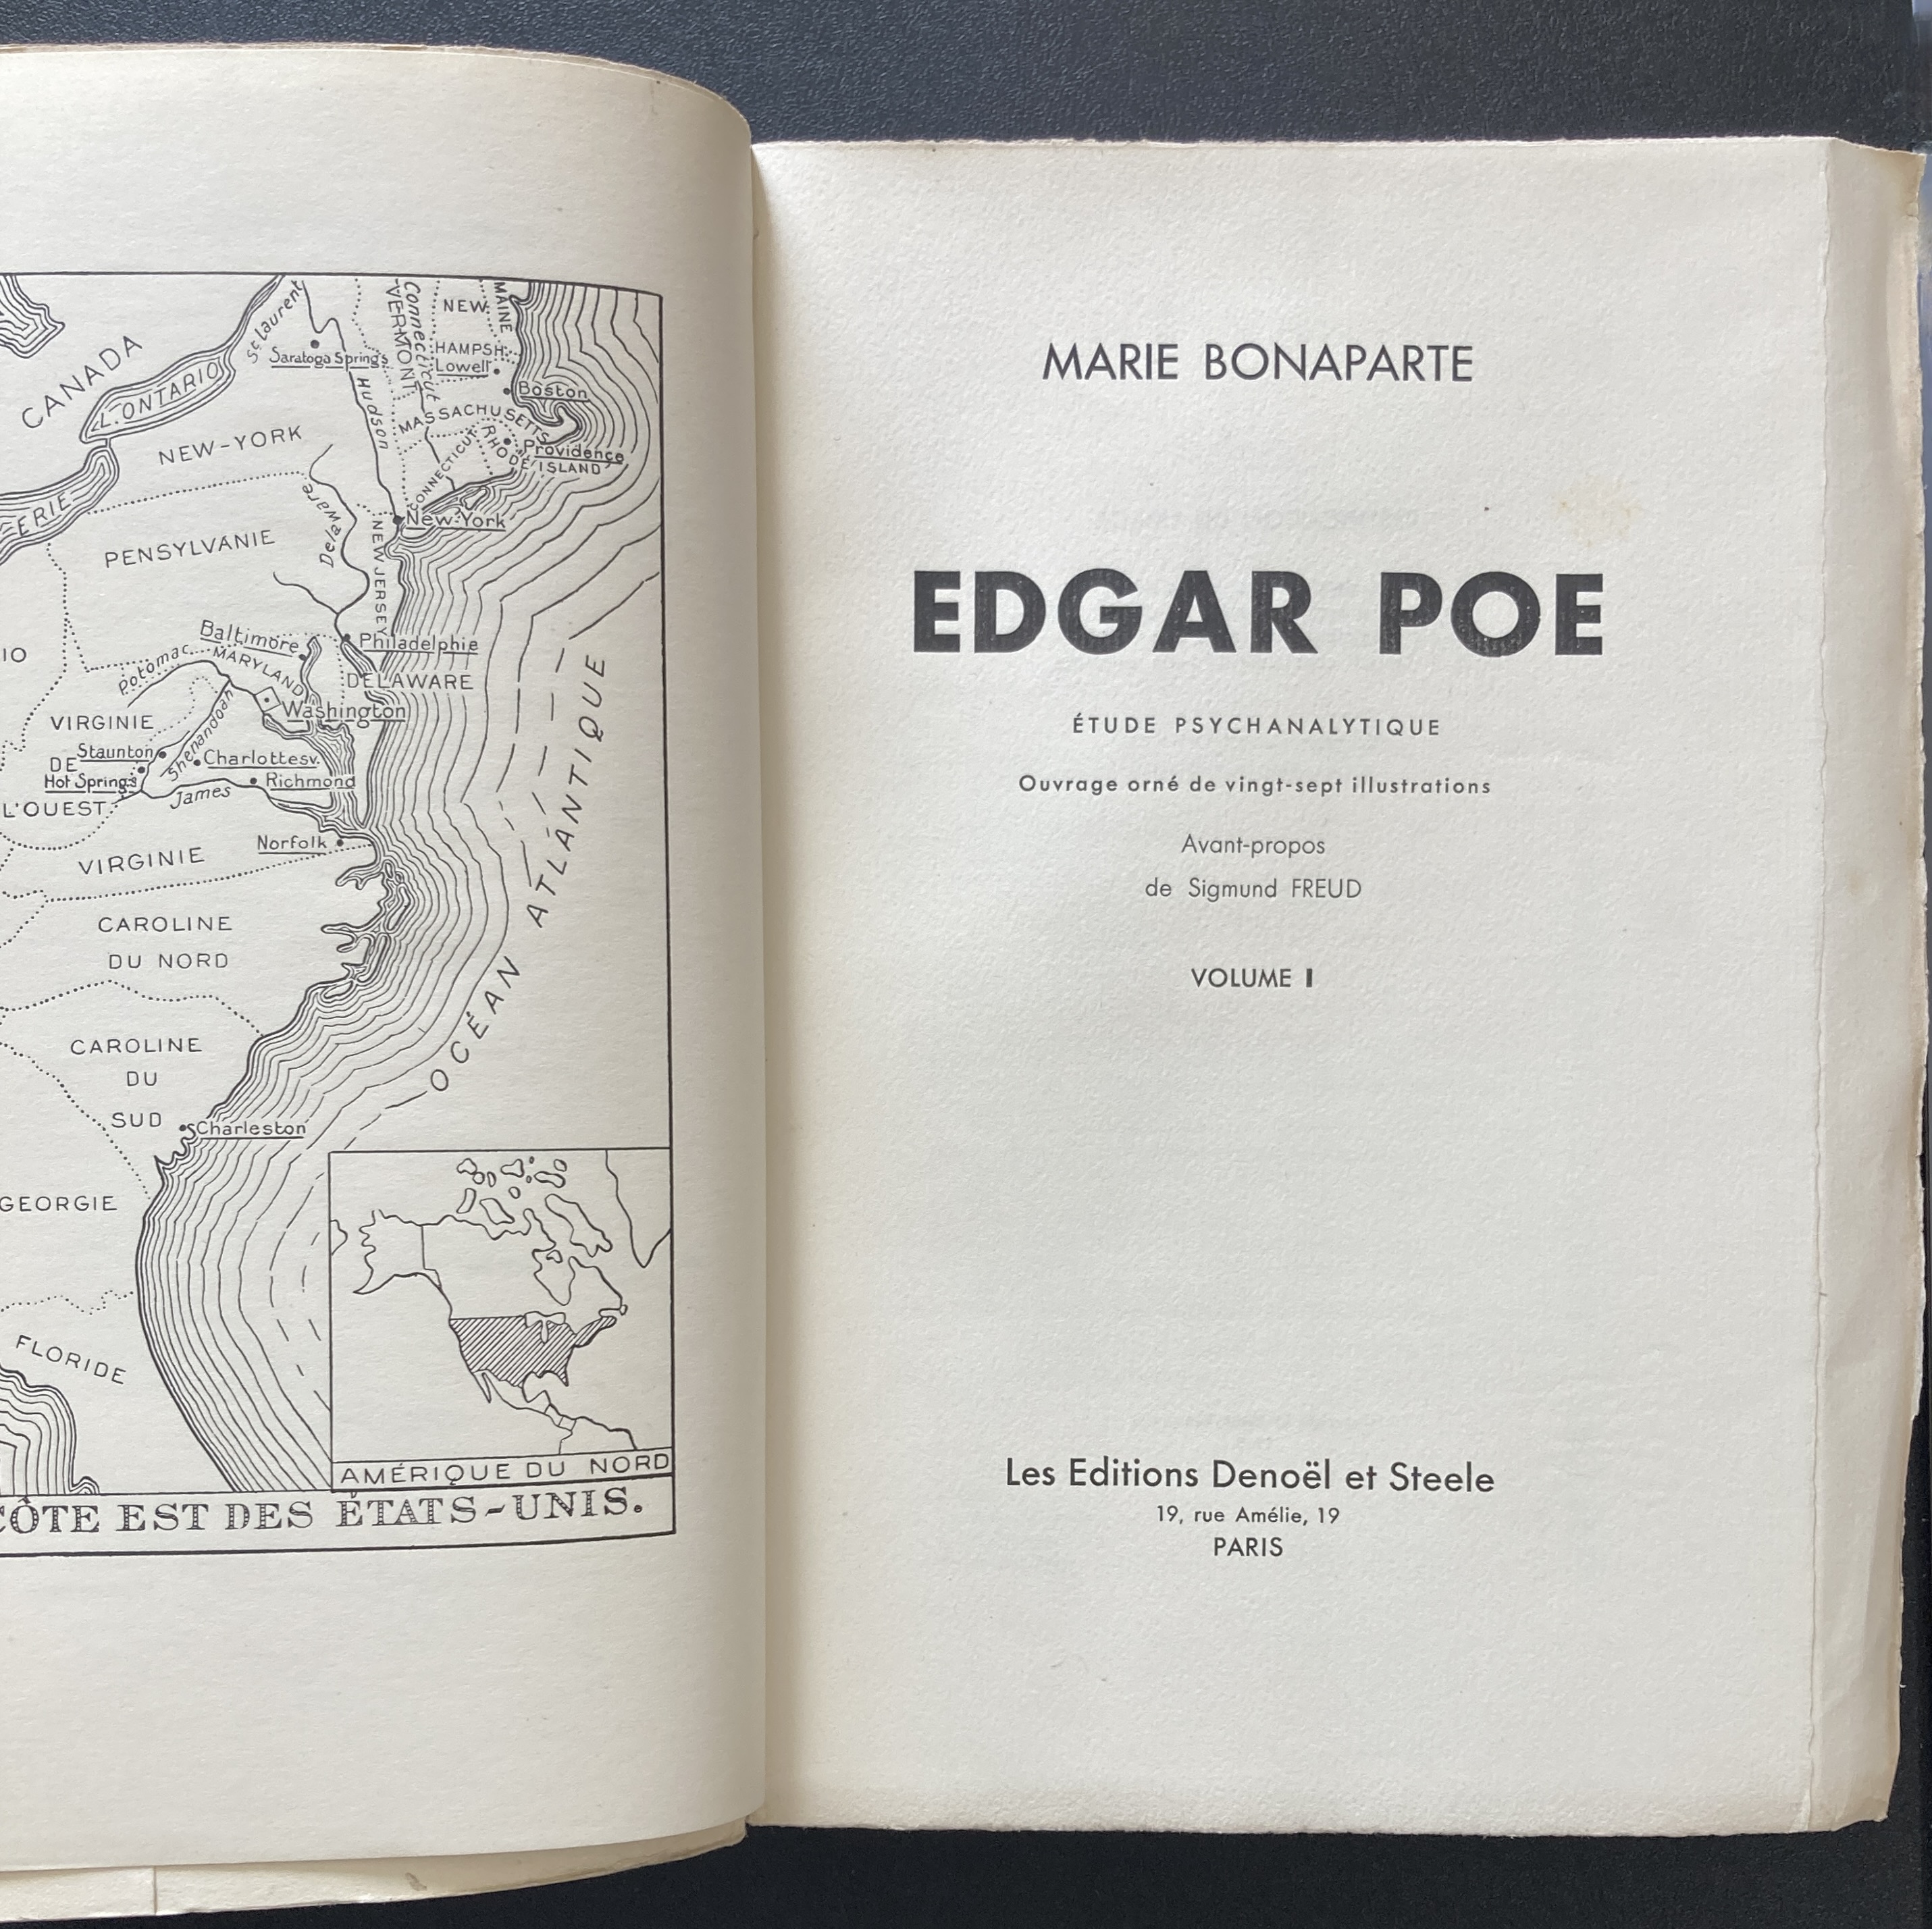 CANADA
L. ONTARIO
St Laurent
Saratoga Springs
Hudson
VERMONT
Connecticut
NEW
HAMPSH.
MAINE
Lowell
Boston
MASSACHUSETTS
CONNECTICUT
RHODE ISLAND
Providence
NEW-YORK
ERIE
PENSYLVANIE
Delaware
New-York
NEW JERSEY
IO
Baltimore
Philadelphie
Potomac
MARYLAND
DELAWARE
Washington
VIRGINIE
DE
L'OUEST
Staunton
Hot Springs
Shenandoah
Charlottesv.
Richmond
James
Norfolk
VIRGINIE
CAROLINE
DU NORD
CAROLINE
DU
SUD
Charleston
GEORGIE
FLORIDE
OCÉAN ATLANTIQUE
AMÉRIQUE DU NORD
CÔTE EST DES ÉTATS-UNIS.
MARIE BONAPARTE
EDGAR POE
ÉTUDE PSYCHANALYTIQUE
Ouvrage orné de vingt-sept illustrations
Avant-propos
de Sigmund FREUD
VOLUME I
Les Editions Denoël et Steele
19, rue Amélie, 19
PARIS